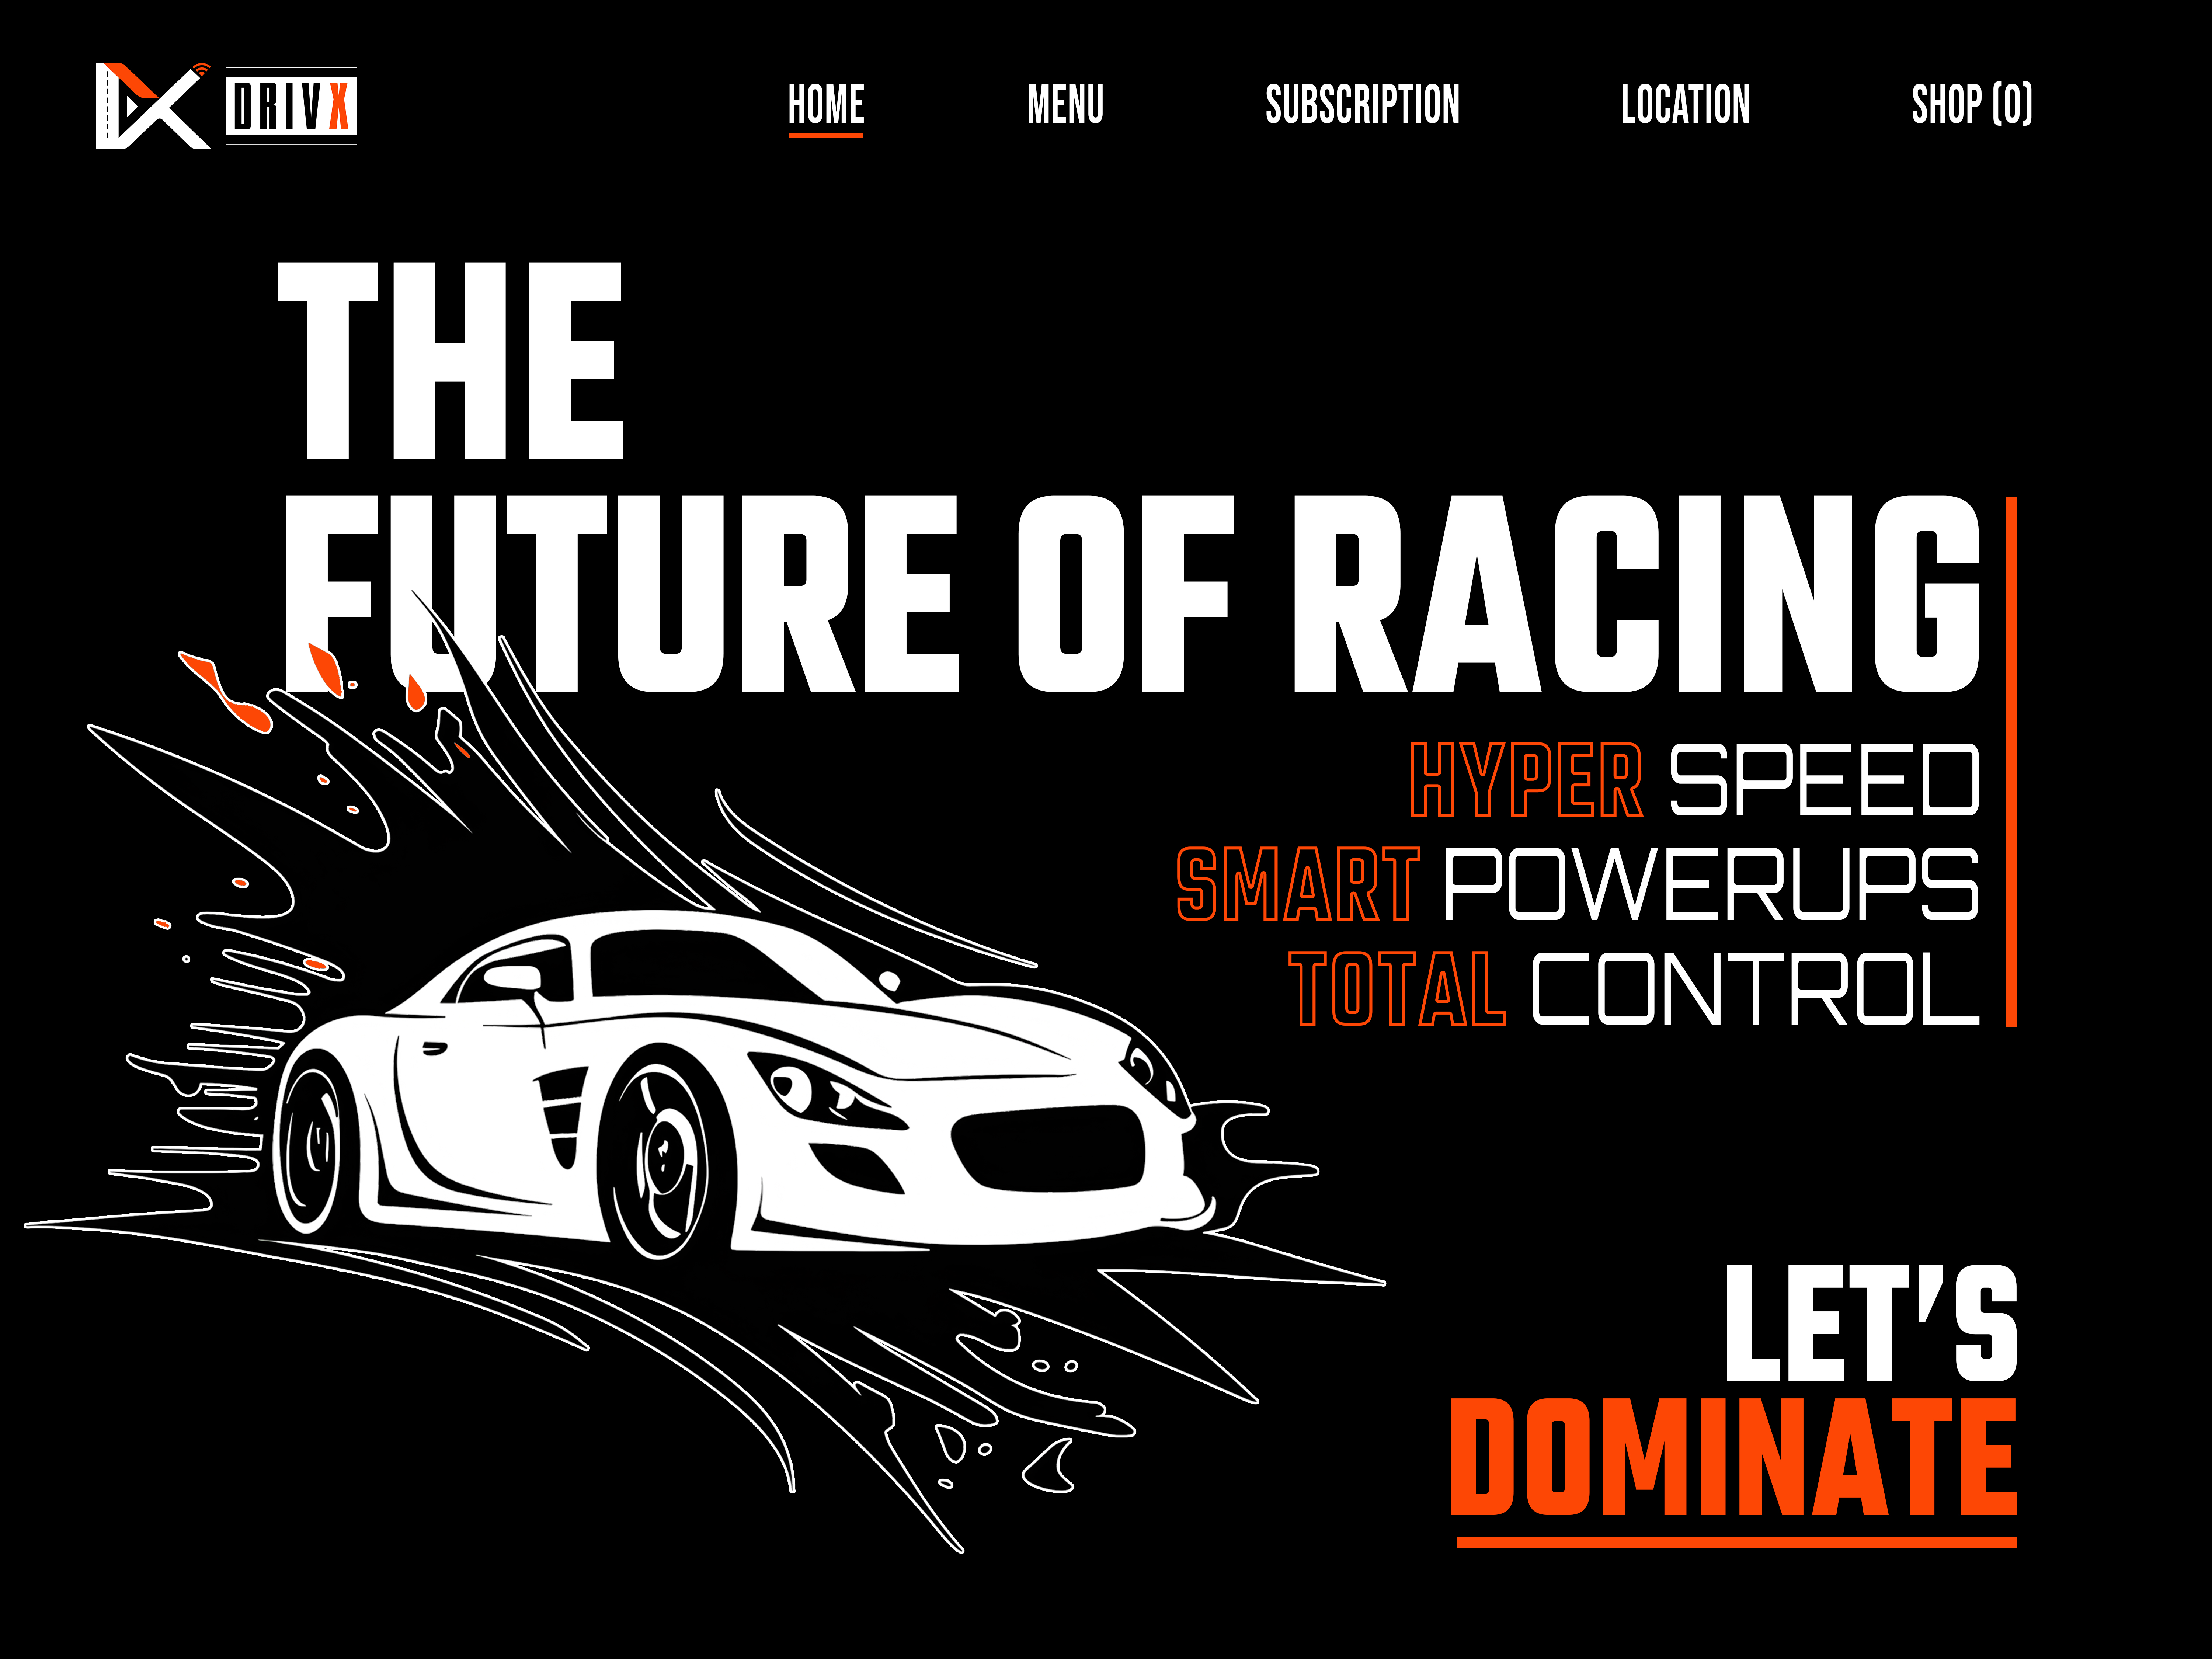 DRIVX
HOME
MENU
SUBSCRIPTION
LOCATION
SHOP (0)
THE
FUTURE OF RACING
HYPER SPEED
SMART POWERUPS
TOTAL CONTROL
LET'S
DOMINATE